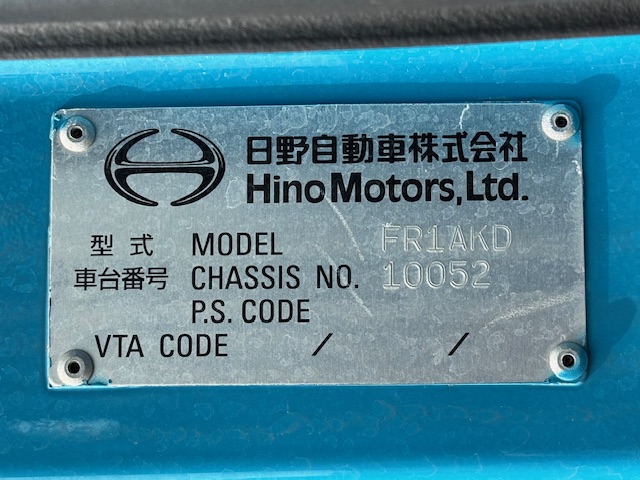 日野自動車株式会社
Hino Motors, Ltd.
型式 MODEL FR1AKD
車台番号 CHASSIS NO. 10052
P.S. CODE
VTA CODE / /